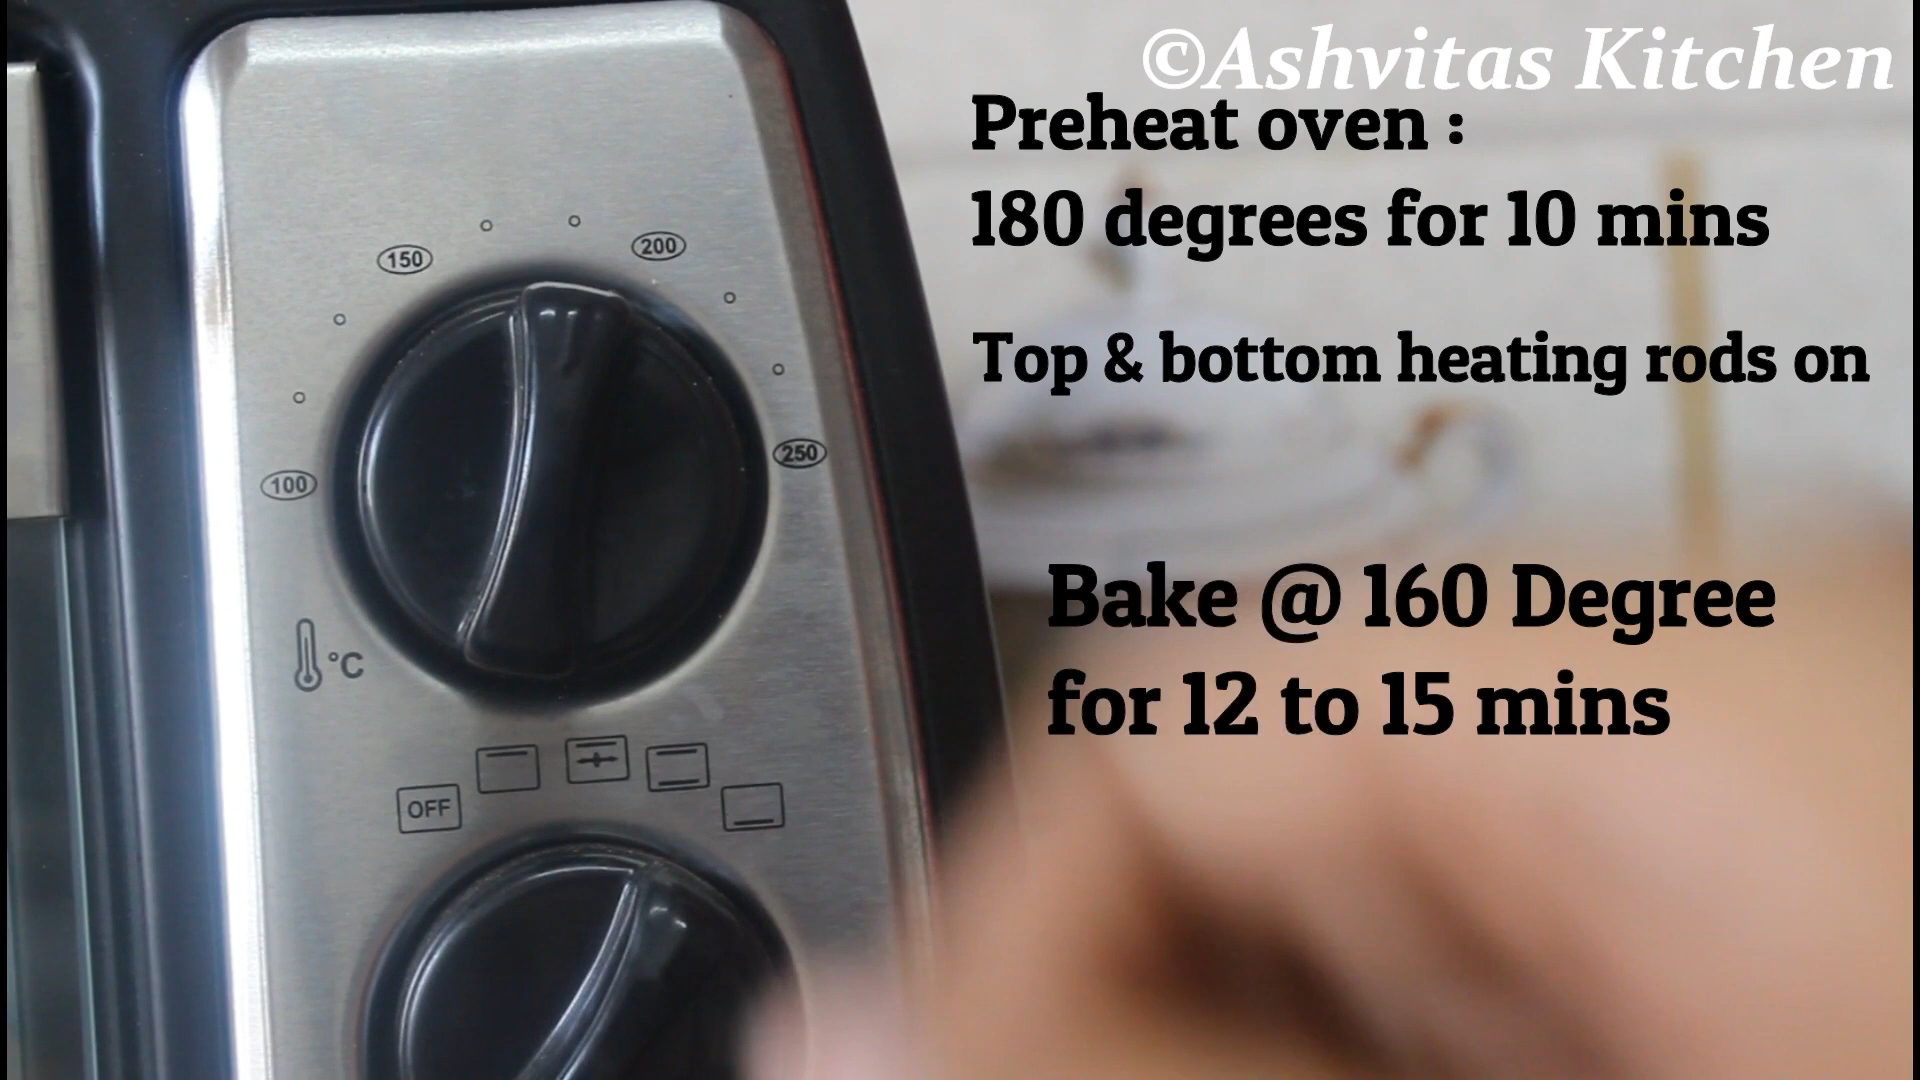 ©Ashvitas Kitchen
Preheat oven :
180 degrees for 10 mins
Top & bottom heating rods on
Bake @ 160 Degree
for 12 to 15 mins
150
200
100
250
°C
OFF